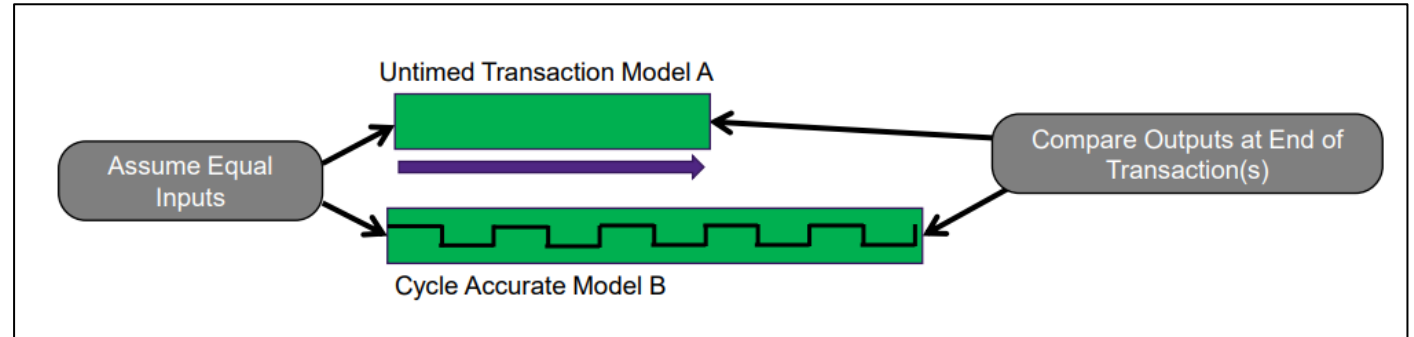 Untimed Transaction Model A
Assume Equal
Inputs
Compare Outputs at End of
Transaction(s)
Cycle Accurate Model B